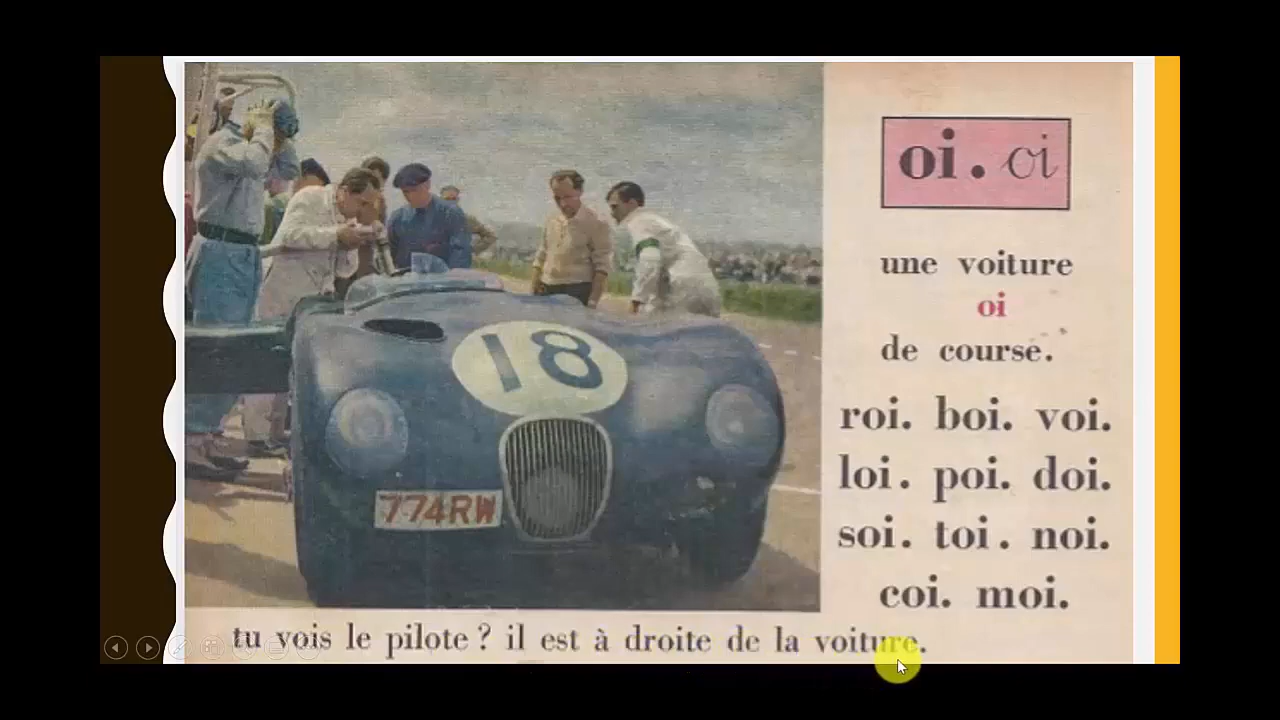 18
774RW
oi. oi
une voiture
oi
de course.
roi. boi. voi.
loi. poi. doi.
soi. toi. noi.
coi. moi.
tu vois le pilote ? il est à droite de la voiture.